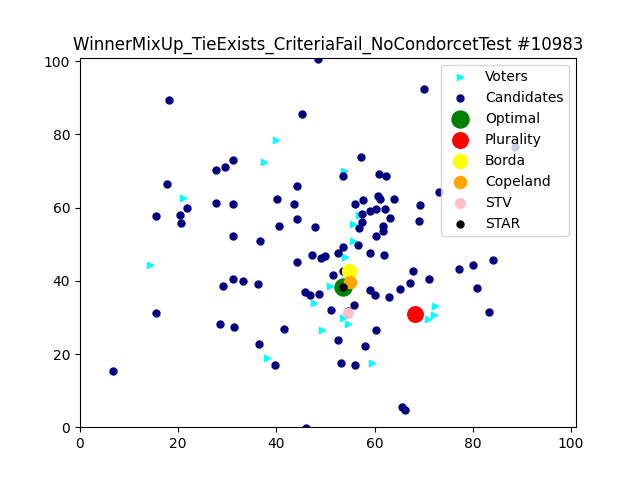 WinnerMixUp_TieExists_CriteriaFail_NoCondorcetTest #10983
Voters
Candidates
Optimal
Plurality
Borda
Copeland
STV
STAR
100
80
60
40
20
0
0 20 40 60 80 100